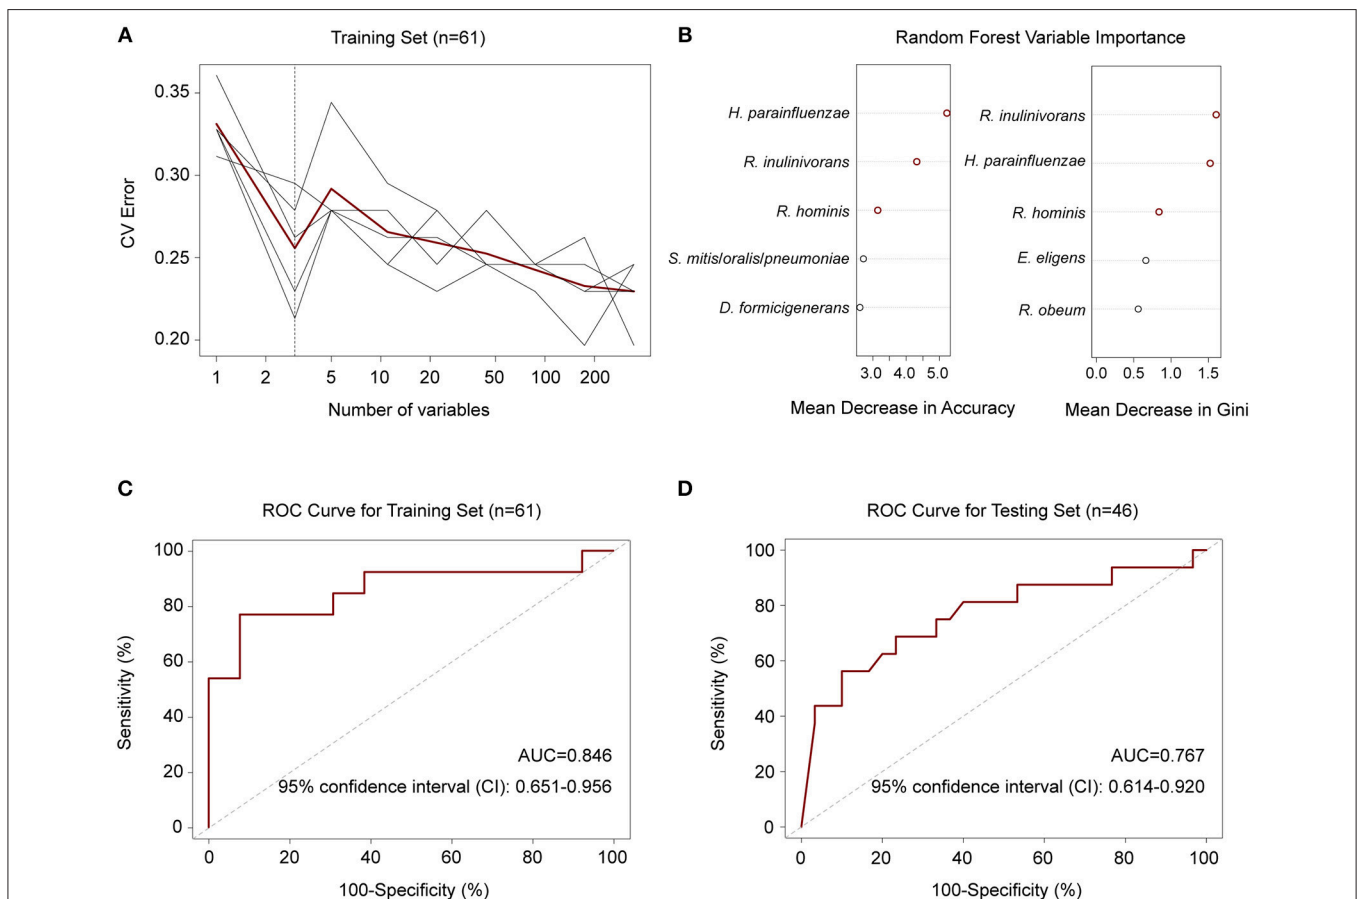 A
Training Set (n=61)
0.35
0.30
0.25
0.20
CV Error
1 2 5 10 20 50 100 200
Number of variables
B
Random Forest Variable Importance
H. parainfluenzae
R. inulinivorans
R. hominis
S. mitis|oralis|pneumoniae
D. formicigenerans
3.0 4.0 5.0
Mean Decrease in Accuracy
R. inulinivorans
H. parainfluenzae
R. hominis
E. eligens
R. obeum
0.0 0.5 1.0 1.5
Mean Decrease in Gini
C
ROC Curve for Training Set (n=61)
100
80
60
40
20
0
Sensitivity (%)
AUC=0.846
95% confidence interval (CI): 0.651-0.956
0 20 40 60 80 100
100-Specificity (%)
D
ROC Curve for Testing Set (n=46)
100
80
60
40
20
0
Sensitivity (%)
AUC=0.767
95% confidence interval (CI): 0.614-0.920
0 20 40 60 80 100
100-Specificity (%)